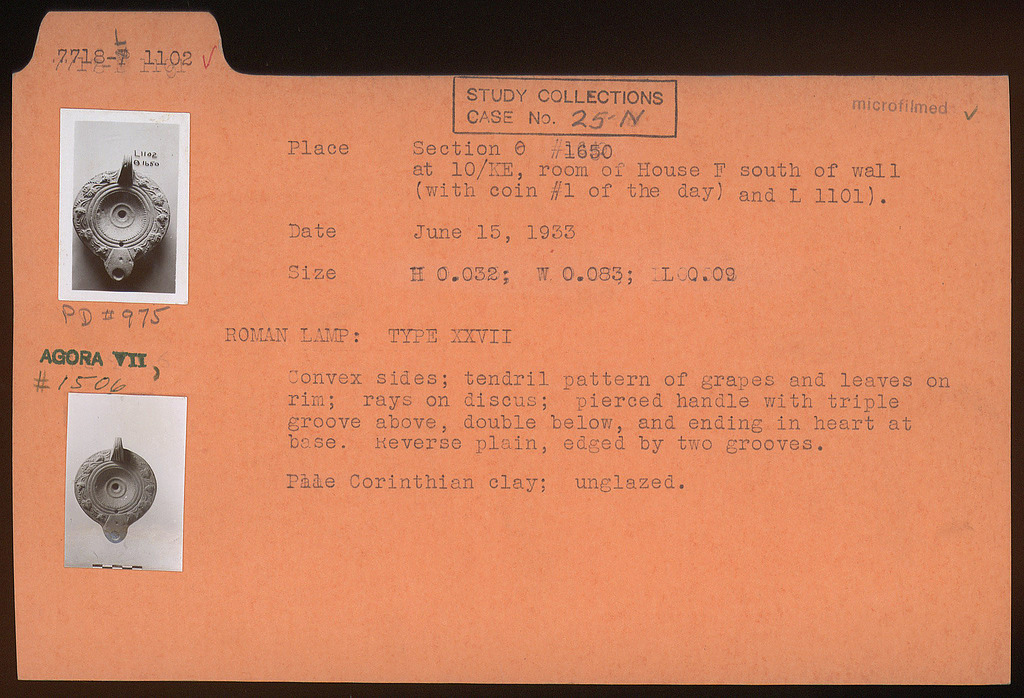 7718-L 1102 ✓
STUDY COLLECTIONS
CASE No. 25-N
microfilmed ✓
L1102
Θ 1650
Place Section Θ #1650
at 10/KE, room of House F south of wall
(with coin #1 of the day) and L 1101).
Date June 15, 1933
Size H 0.032; W 0.083; L 0.09
PD #975
ROMAN LAMP: TYPE XXVII
AGORA VII,
#1506
Convex sides; tendril pattern of grapes and leaves on
rim; rays on discus; pierced handle with triple
groove above, double below, and ending in heart at
base. Reverse plain, edged by two grooves.
Pale Corinthian clay; unglazed.